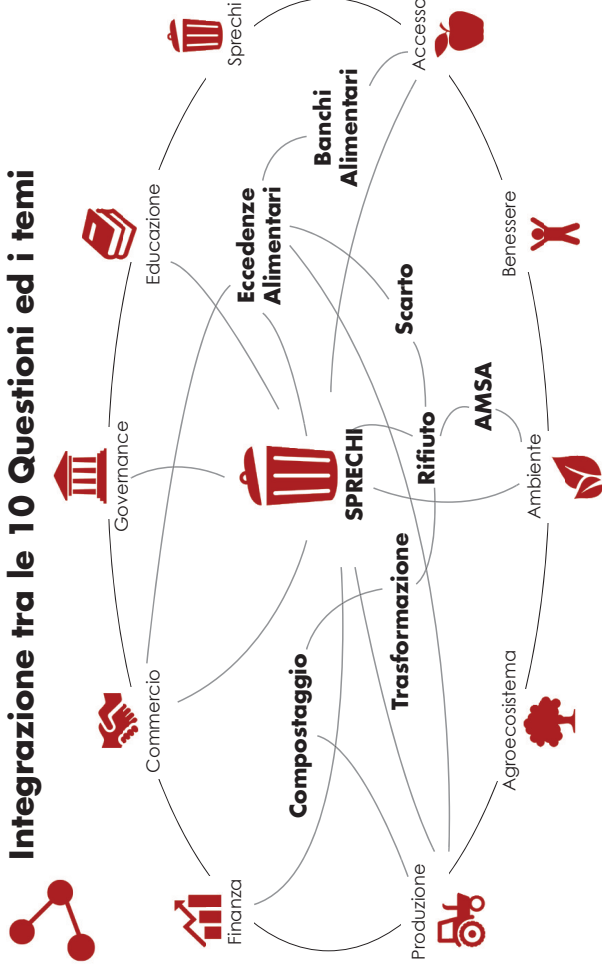 Integrazione tra le 10 Questioni ed i temi
Finanza
Commercio
Governance
Educazione
Sprechi
Eccedenze
Alimentari
Banchi
Alimentari
SPRECHI
Compostaggio
Trasformazione
Rifiuto
Scarto
AMSA
Produzione
Agroecosistema
Ambiente
Benessere
Accesso